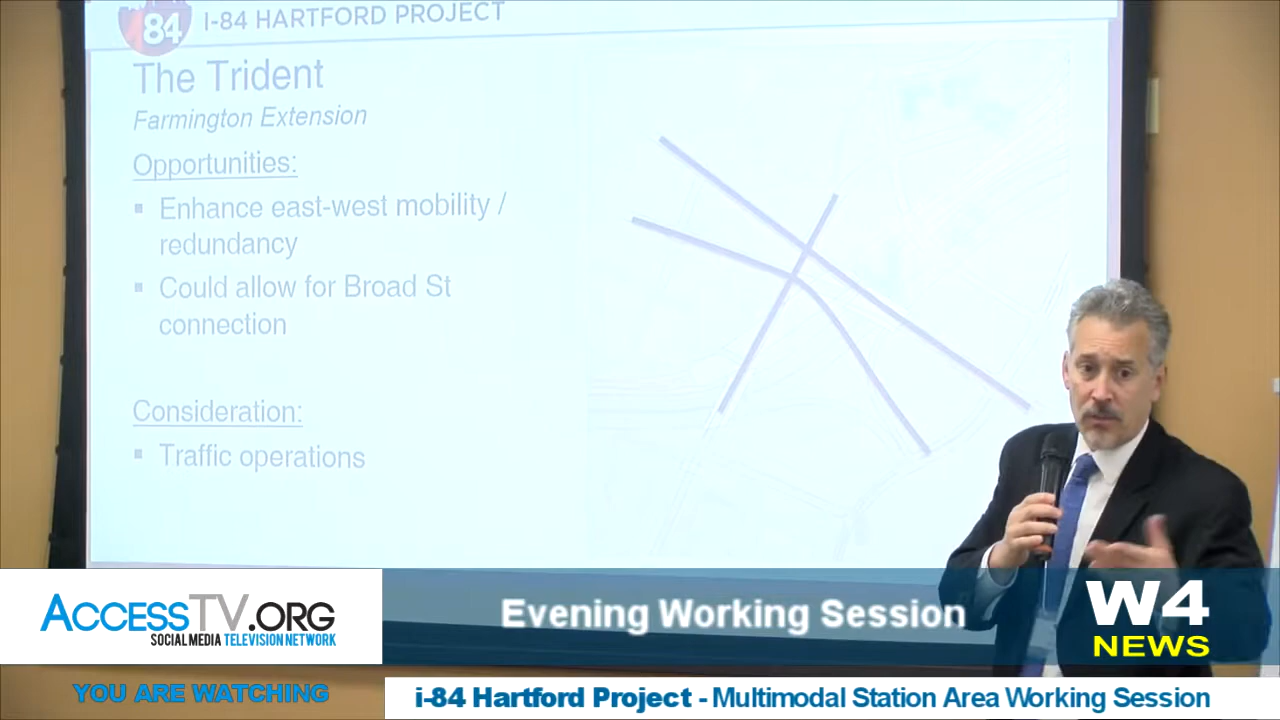 84
I-84 HARTFORD PROJECT
The Trident
Farmington Extension
Opportunities:
▪ Enhance east-west mobility /
redundancy
▪ Could allow for Broad St
connection
Consideration:
▪ Traffic operations
ACCESSTV.ORG
SOCIAL MEDIA TELEVISION NETWORK
Evening Working Session
W4
NEWS
YOU ARE WATCHING
i-84 Hartford Project - Multimodal Station Area Working Session